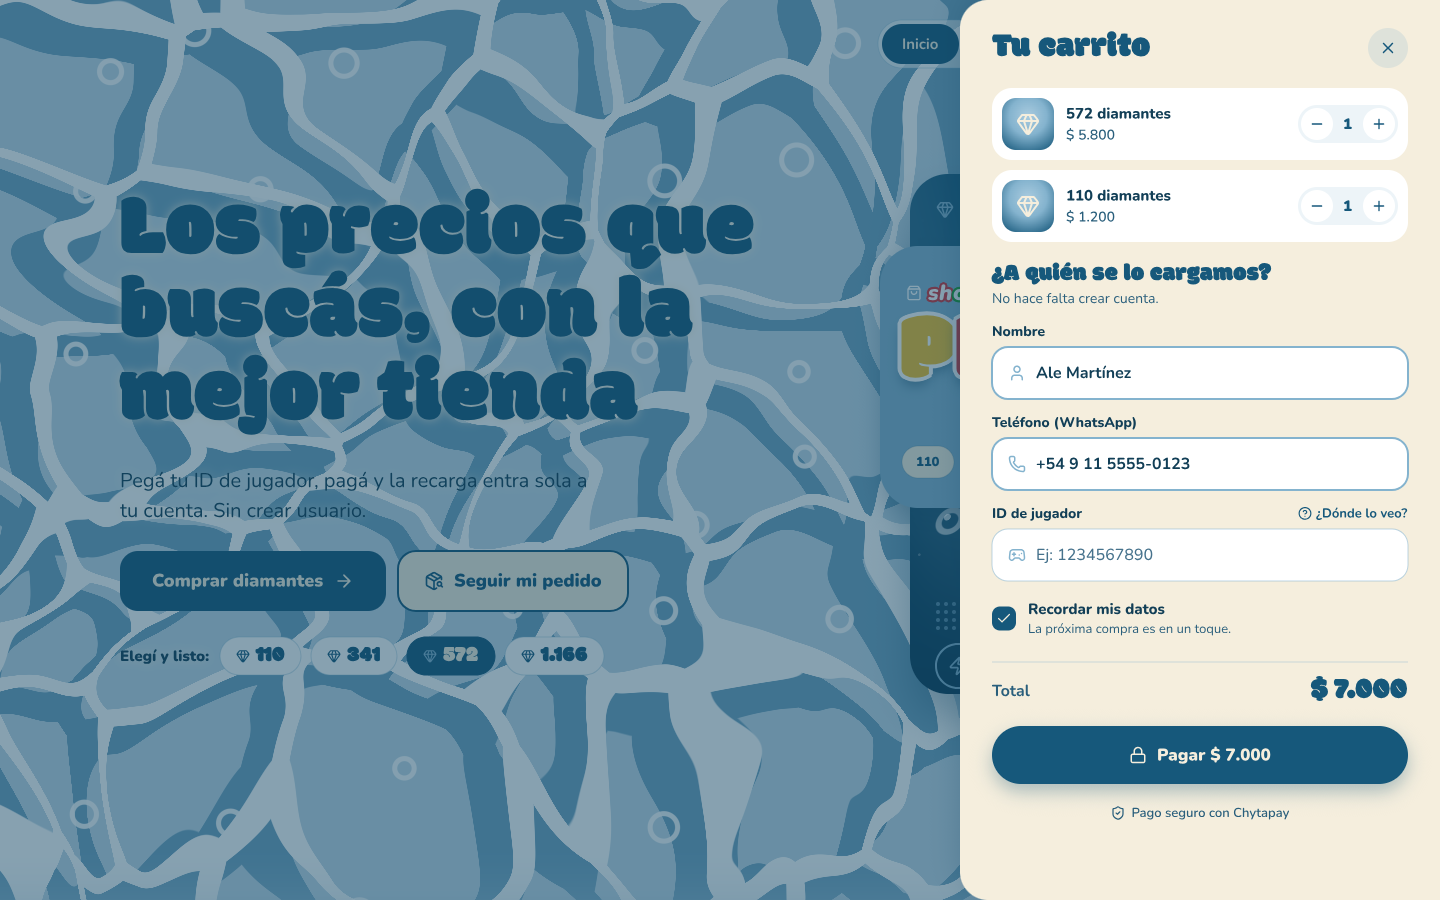 Inicio
Los precios que
buscás, con la
mejor tienda
Pegá tu ID de jugador, pagá y la recarga entra sola a
tu cuenta. Sin crear usuario.
Comprar diamantes
Seguir mi pedido
Elegí y listo:
110
341
572
1.166
110
Tu carrito
572 diamantes
$ 5.800
1
110 diamantes
$ 1.200
1
¿A quién se lo cargamos?
No hace falta crear cuenta.
Nombre
Ale Martínez
Teléfono (WhatsApp)
+54 9 11 5555-0123
ID de jugador
¿Dónde lo veo?
Ej: 1234567890
Recordar mis datos
La próxima compra es en un toque.
Total
$ 7.000
Pagar $ 7.000
Pago seguro con Chytapay